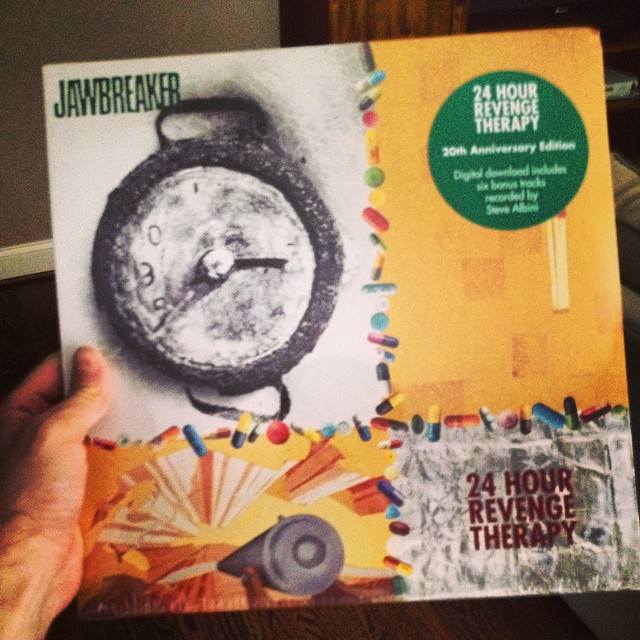 JAWBREAKER
24 HOUR
REVENGE
THERAPY
20th Anniversary Edition
Digital download includes
six bonus tracks
recorded by
Steve Albini
24 HOUR
REVENGE
THERAPY